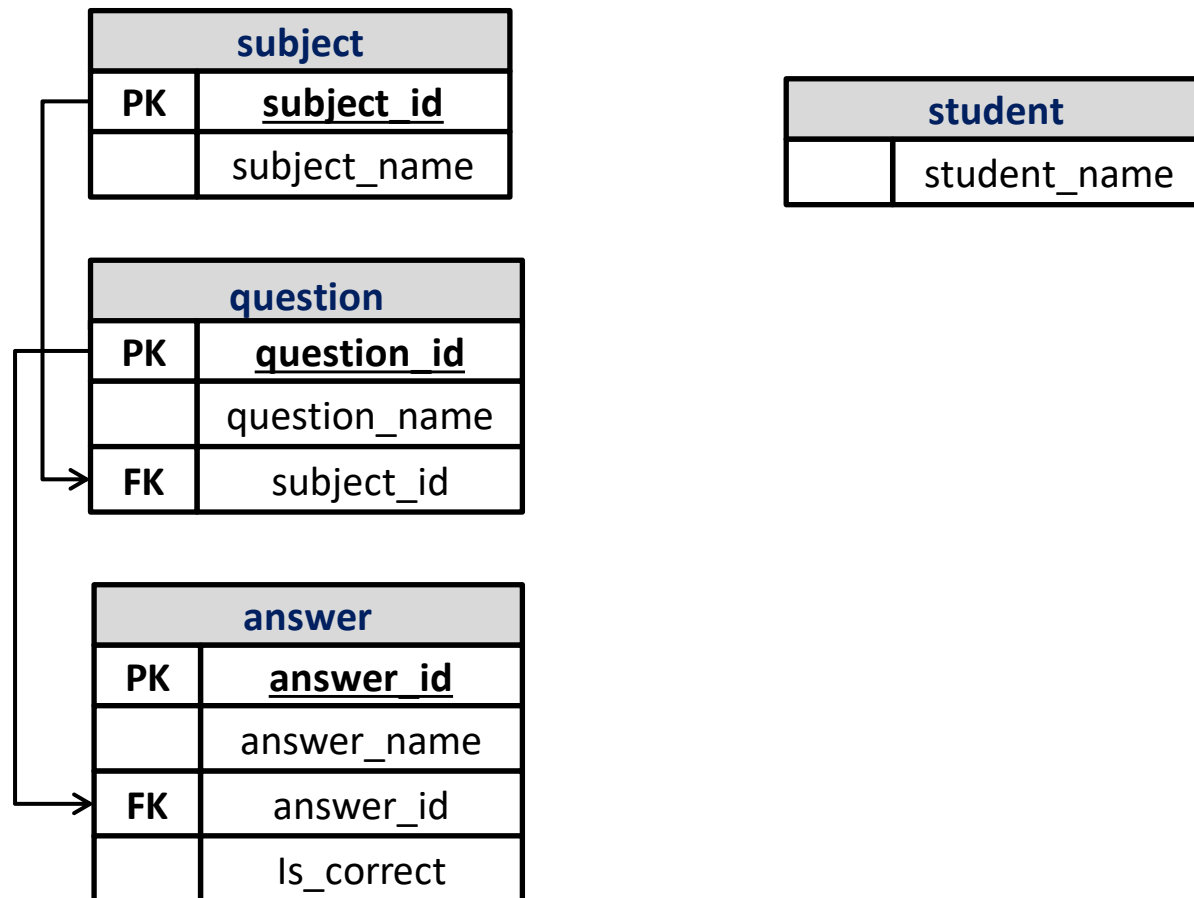 subject
PK subject_id
subject_name
student
student_name
question
PK question_id
question_name
FK subject_id
answer
PK answer_id
answer_name
FK answer_id
Is_correct